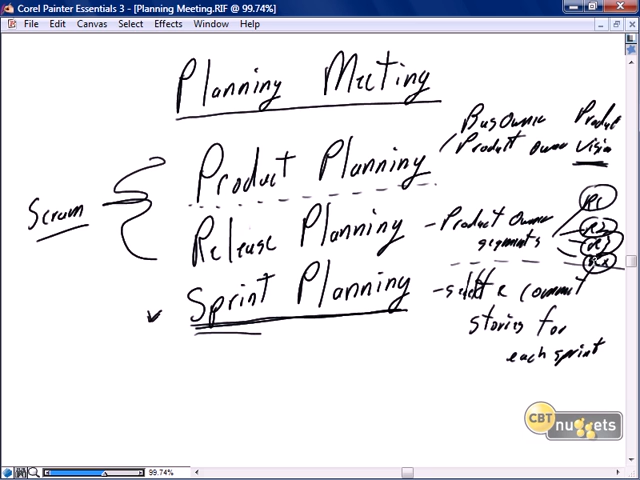 Corel Painter Essentials 3 - [Planning Meeting.RIF @ 99.74%]
File Edit Select Effects Window Help
Planning Meeting
Bus Owner Product
Product Owner Vision
Product Planning
Scrum
R1
Release Planning - Product Owner
segments
R2
R3
Sprint Planning - select & commit
stories for
each sprint
CBT nuggets
99.74%